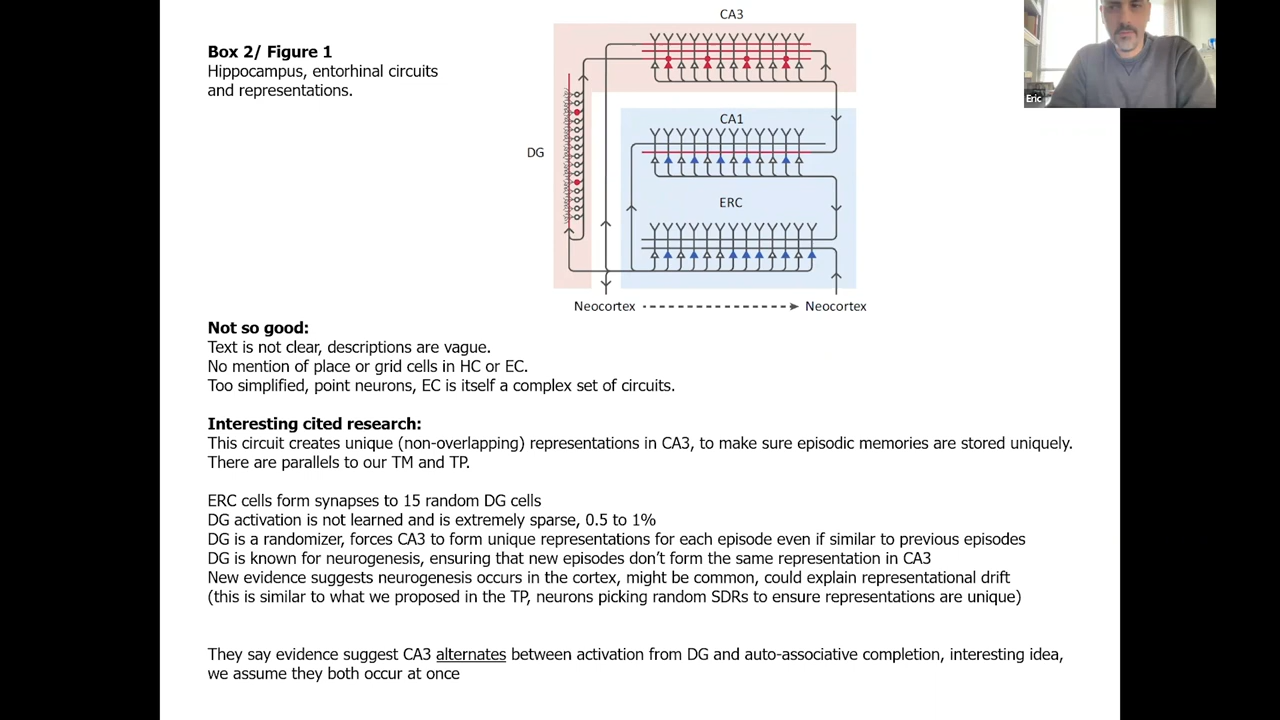 Box 2/ Figure 1
Hippocampus, entorhinal circuits
and representations.
CA3
DG
CA1
ERC
Neocortex
Neocortex
Eric
Not so good:
Text is not clear, descriptions are vague.
No mention of place or grid cells in HC or EC.
Too simplified, point neurons, EC is itself a complex set of circuits.
Interesting cited research:
This circuit creates unique (non-overlapping) representations in CA3, to make sure episodic memories are stored uniquely.
There are parallels to our TM and TP.
ERC cells form synapses to 15 random DG cells
DG activation is not learned and is extremely sparse, 0.5 to 1%
DG is a randomizer, forces CA3 to form unique representations for each episode even if similar to previous episodes
DG is known for neurogenesis, ensuring that new episodes don’t form the same representation in CA3
New evidence suggests neurogenesis occurs in the cortex, might be common, could explain representational drift
(this is similar to what we proposed in the TP, neurons picking random SDRs to ensure representations are unique)
They say evidence suggest CA3 alternates between activation from DG and auto-associative completion, interesting idea,
we assume they both occur at once